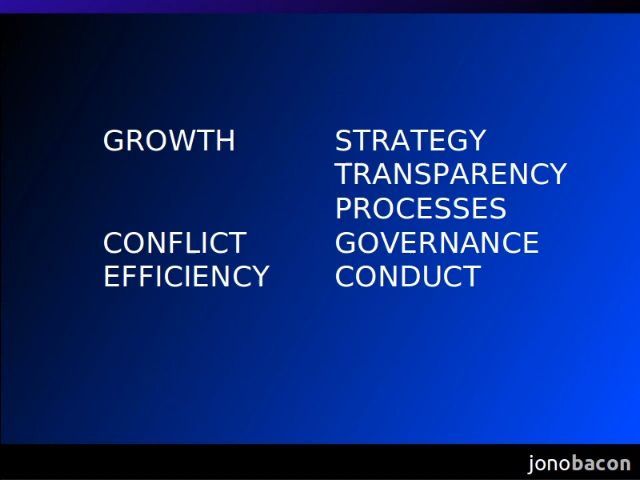 GROWTH STRATEGY
TRANSPARENCY
PROCESSES
CONFLICT GOVERNANCE
EFFICIENCY CONDUCT
jonobacon